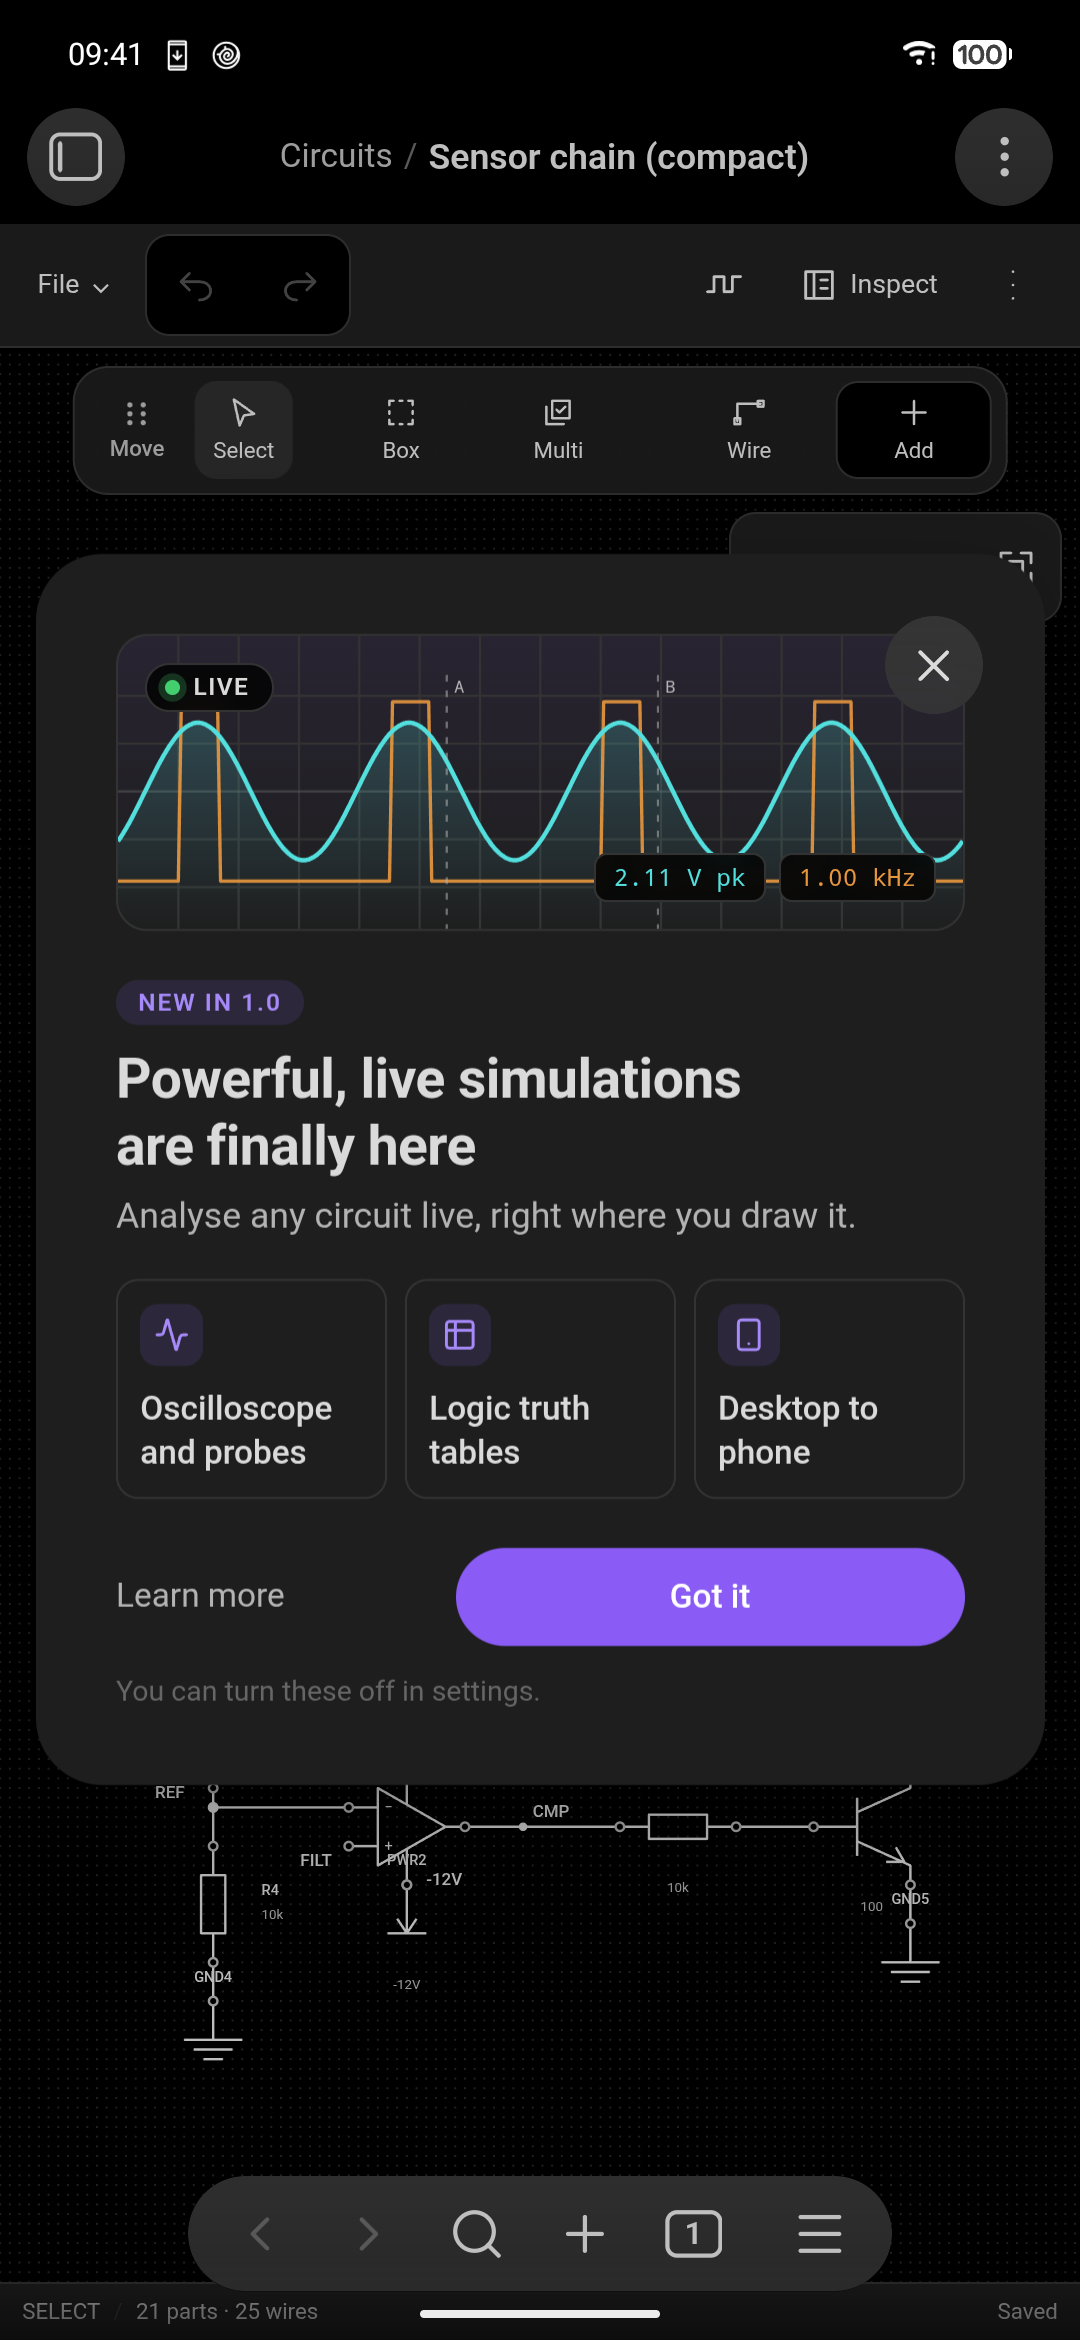 09:41
100
Circuits / Sensor chain (compact)
File
Inspect
Move
Select
Box
Multi
Wire
Add
LIVE
A
B
2.11 V pk
1.00 kHz
NEW IN 1.0
Powerful, live simulations
are finally here
Analyse any circuit live, right where you draw it.
Oscilloscope
and probes
Logic truth
tables
Desktop to
phone
Learn more
Got it
You can turn these off in settings.
REF
CMP
FILT
PWR2
-12V
R4
10k
10k
100
GND5
GND4
-12V
1
SELECT / 21 parts · 25 wires
Saved